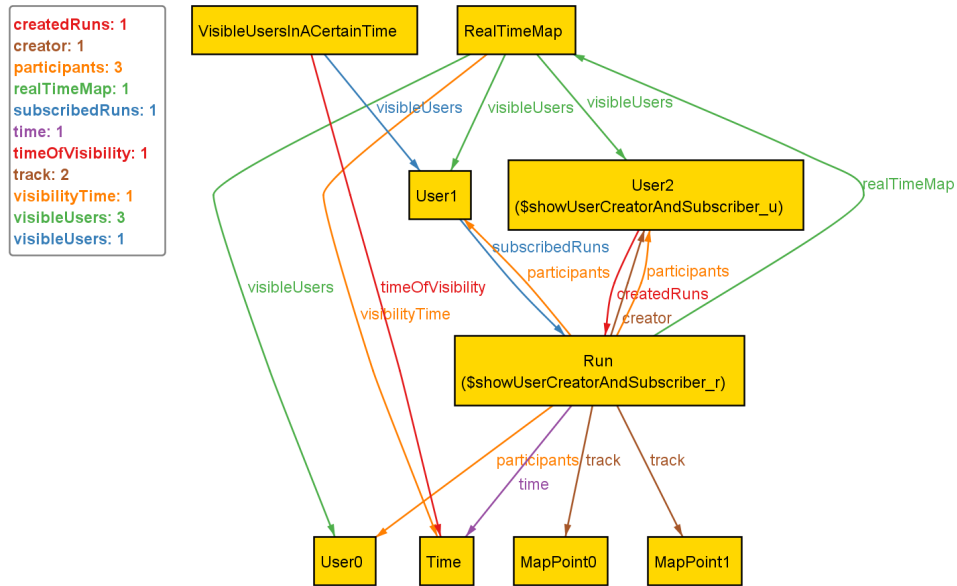 createdRuns: 1
creator: 1
participants: 3
realTimeMap: 1
subscribedRuns: 1
time: 1
timeOfVisibility: 1
track: 2
visibilityTime: 1
visibleUsers: 3
visibleUsers: 1
VisibleUsersInACertainTime
RealTimeMap
visibleUsers
visibleUsers
visibleUsers
User1
User2
($showUserCreatorAndSubscriber_u)
realTimeMap
subscribedRuns
participants
participants
visibleUsers
timeOfVisibility
createdRuns
visibilityTime
creator
Run
($showUserCreatorAndSubscriber_r)
participants
track
track
time
User0
Time
MapPoint0
MapPoint1